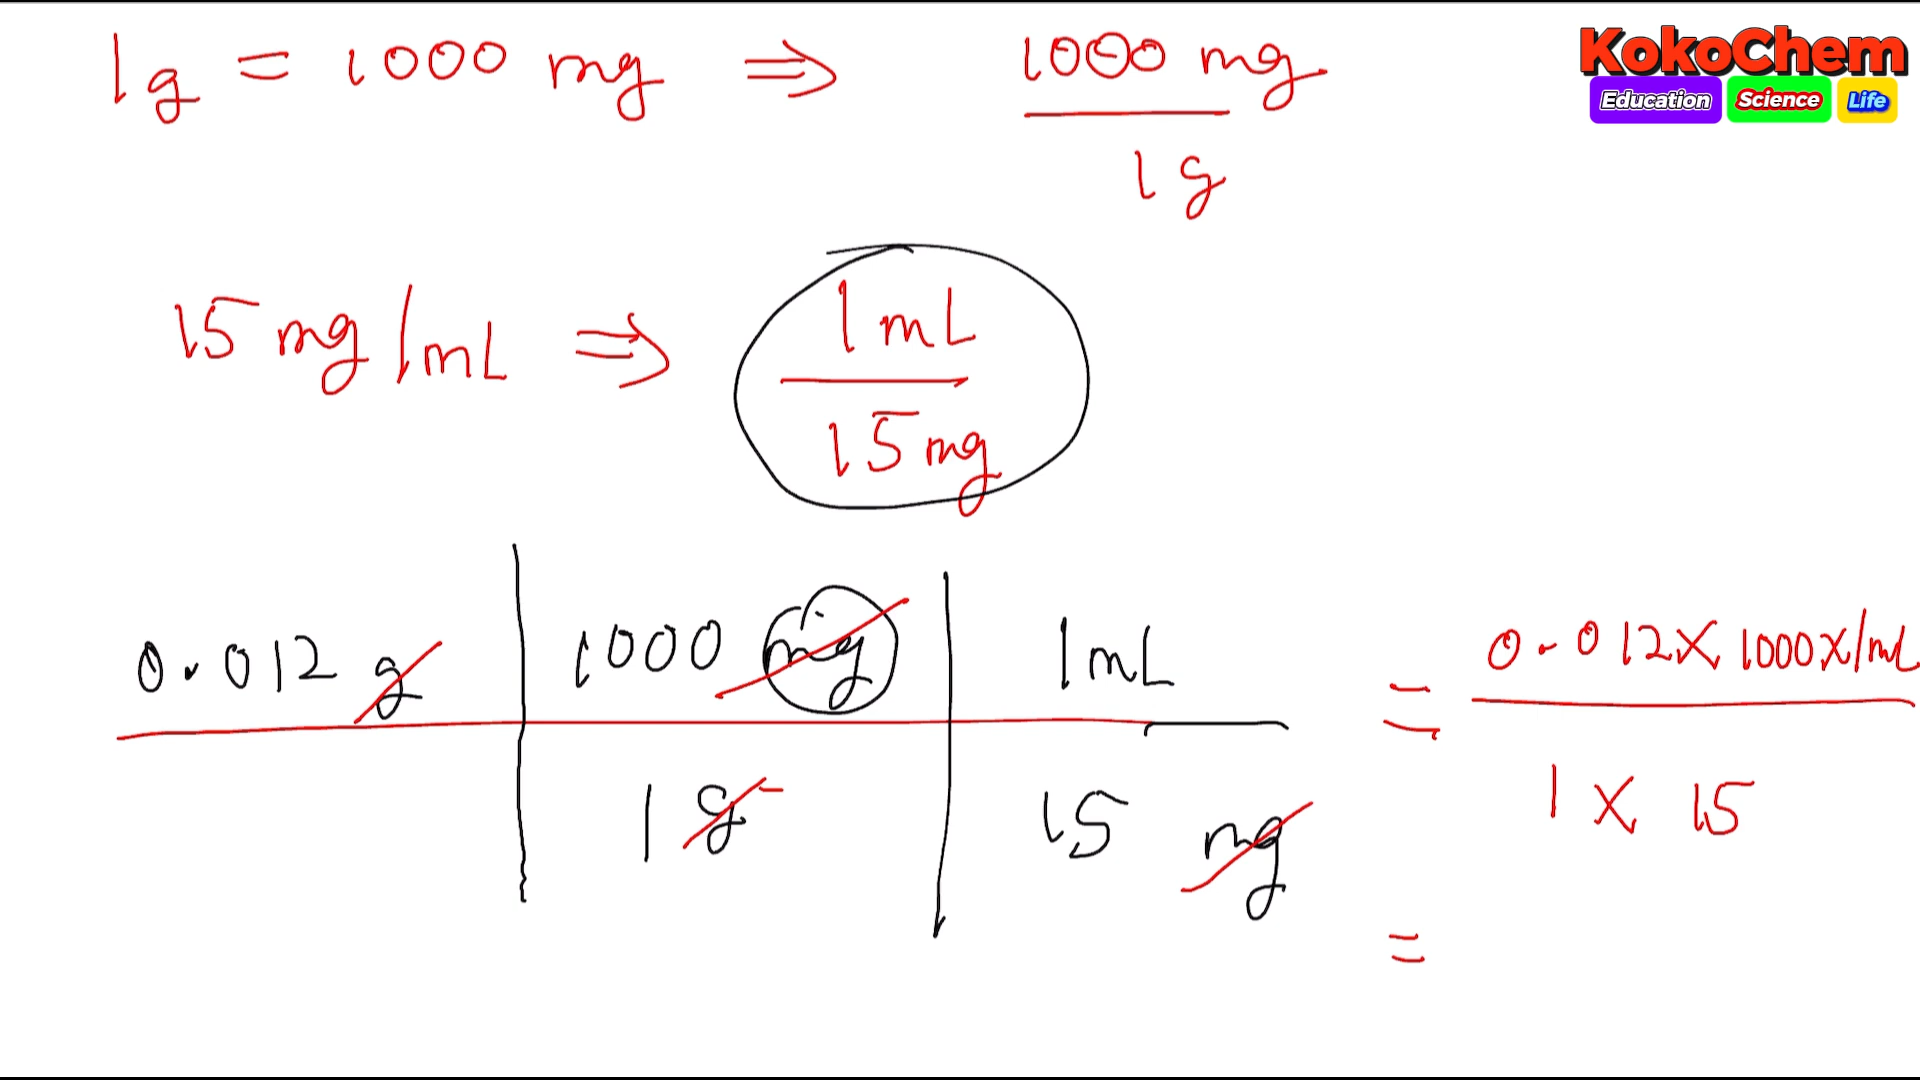 1g = 1000 mg ⇒ 1000 mg
1g
KokoChem
Education Science Life
15 mg/mL ⇒ 1 mL
15 mg
0.012 g 1000 mg 1 mL = 0.012 X 1000 X 1 mL
1 g 15 mg 1 X 15
=